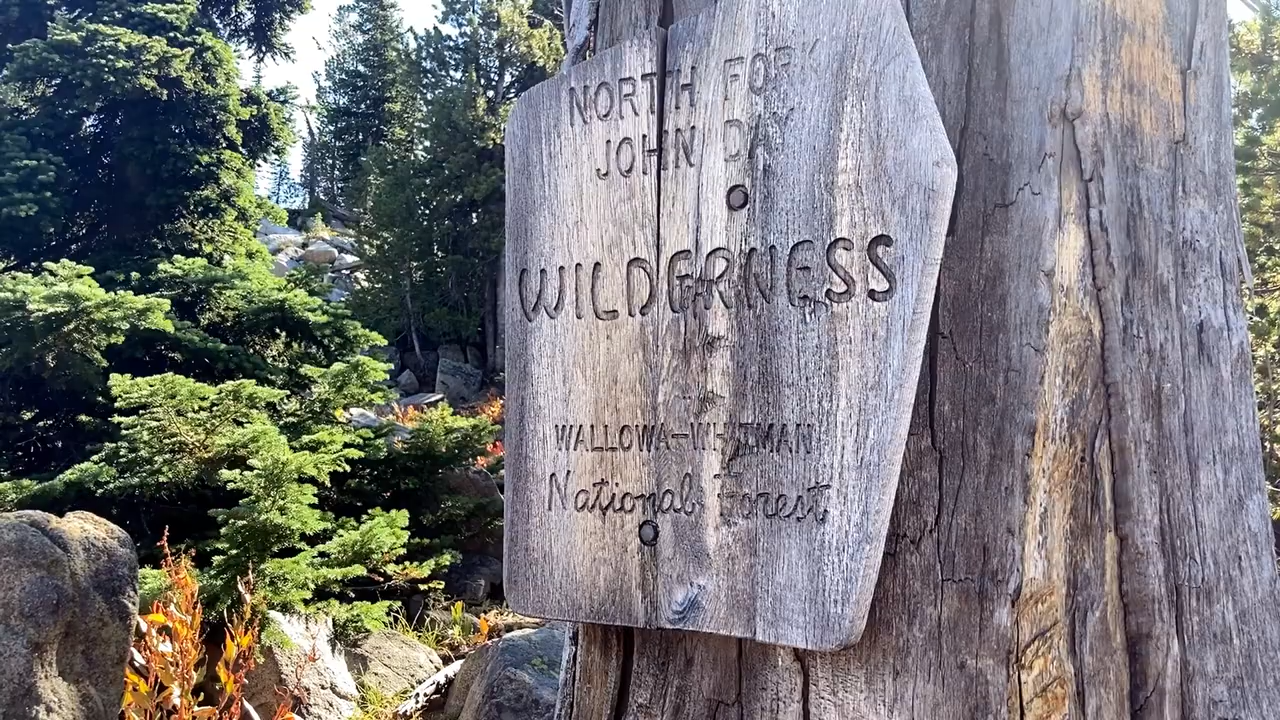 NORTH FORK
JOHN DAY
WILDERNESS
WALLOWA-WHITMAN
National Forest